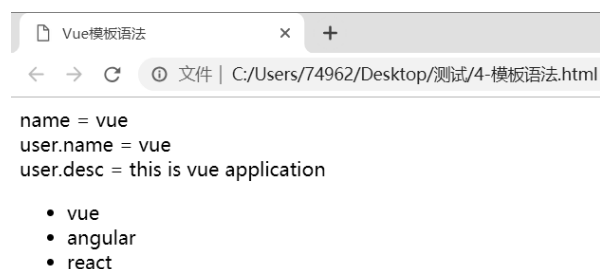 Vue模板语法
文件 | C:/Users/74962/Desktop/测试/4-模板语法.html
name = vue
user.name = vue
user.desc = this is vue application
• vue
• angular
• react